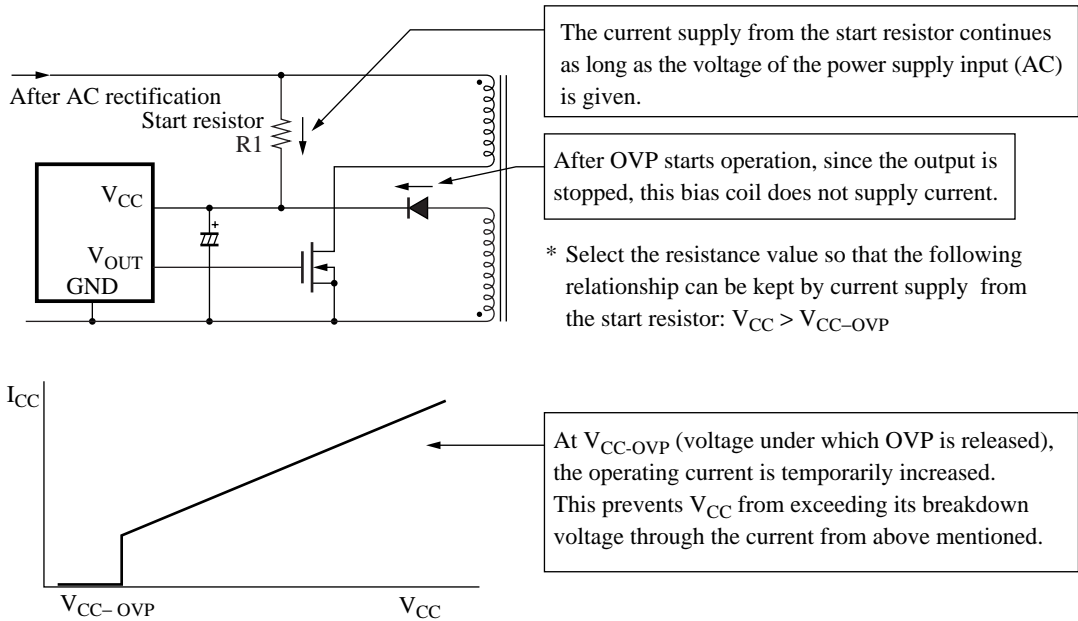 The current supply from the start resistor continues
as long as the voltage of the power supply input (AC)
is given.
After AC rectification
Start resistor
R1
After OVP starts operation, since the output is
stopped, this bias coil does not supply current.
VCC
+
VOUT
GND
* Select the resistance value so that the following
relationship can be kept by current supply from
the start resistor: VCC > VCC–OVP
ICC
At VCC-OVP (voltage under which OVP is released),
the operating current is temporarily increased.
This prevents VCC from exceeding its breakdown
voltage through the current from above mentioned.
VCC– OVP
VCC